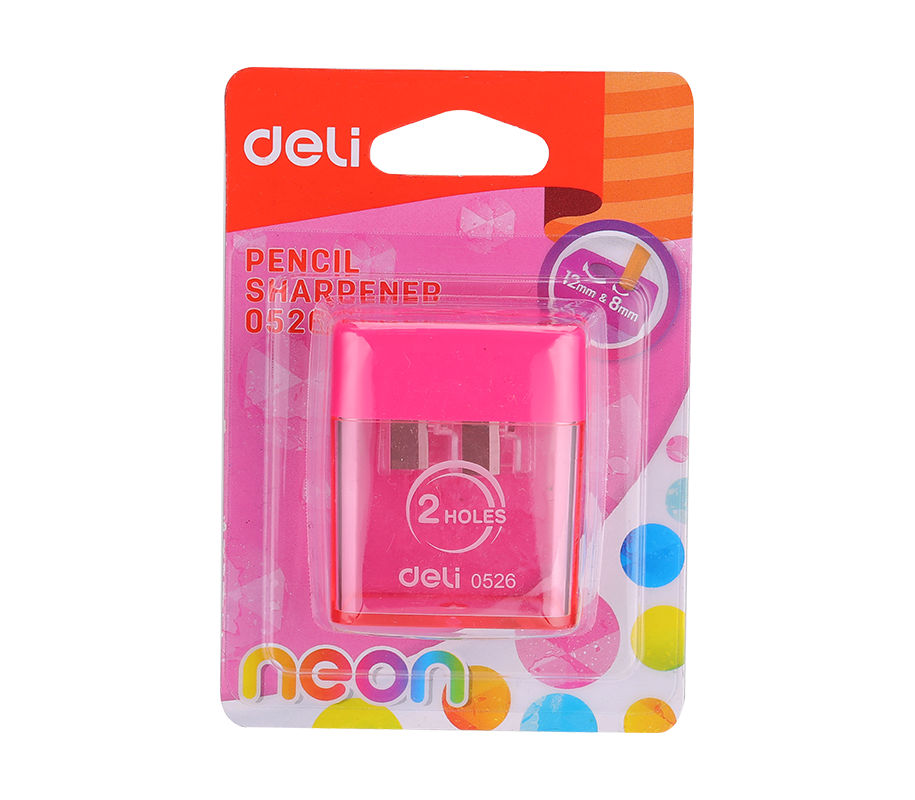 deli
PENCIL
SHARPENER
0526
12mm & 8mm
2 HOLES
deli 0526
neon